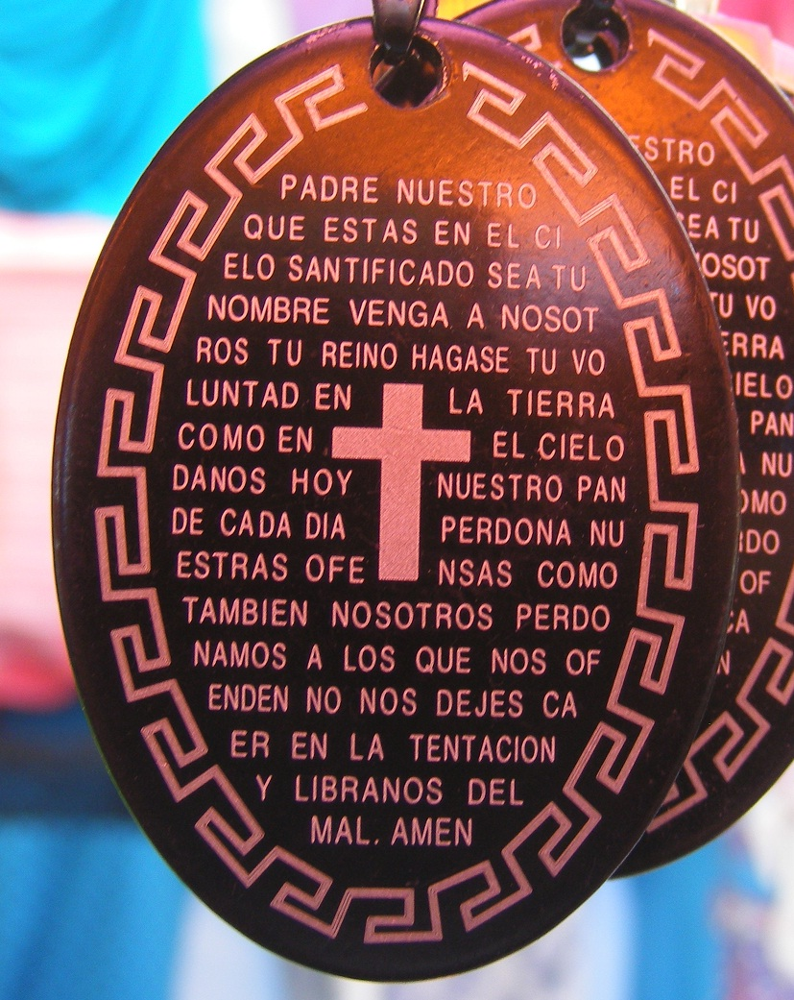 PADRE NUESTRO
QUE ESTAS EN EL CI
ELO SANTIFICADO SEA TU
NOMBRE VENGA A NOSOT
ROS TU REINO HAGASE TU VO
LUNTAD EN LA TIERRA
COMO EN EL CIELO
DANOS HOY NUESTRO PAN
DE CADA DIA PERDONA NU
ESTRAS OFE NSAS COMO
TAMBIEN NOSOTROS PERDO
NAMOS A LOS QUE NOS OF
ENDEN NO NOS DEJES CA
ER EN LA TENTACION
Y LIBRANOS DEL
MAL. AMEN
ESTRO
EL CI
SEA TU
NOSOT
TU VO
ERRA
IELO
PAN
A NU
OMO
RDO
OF
CA
N